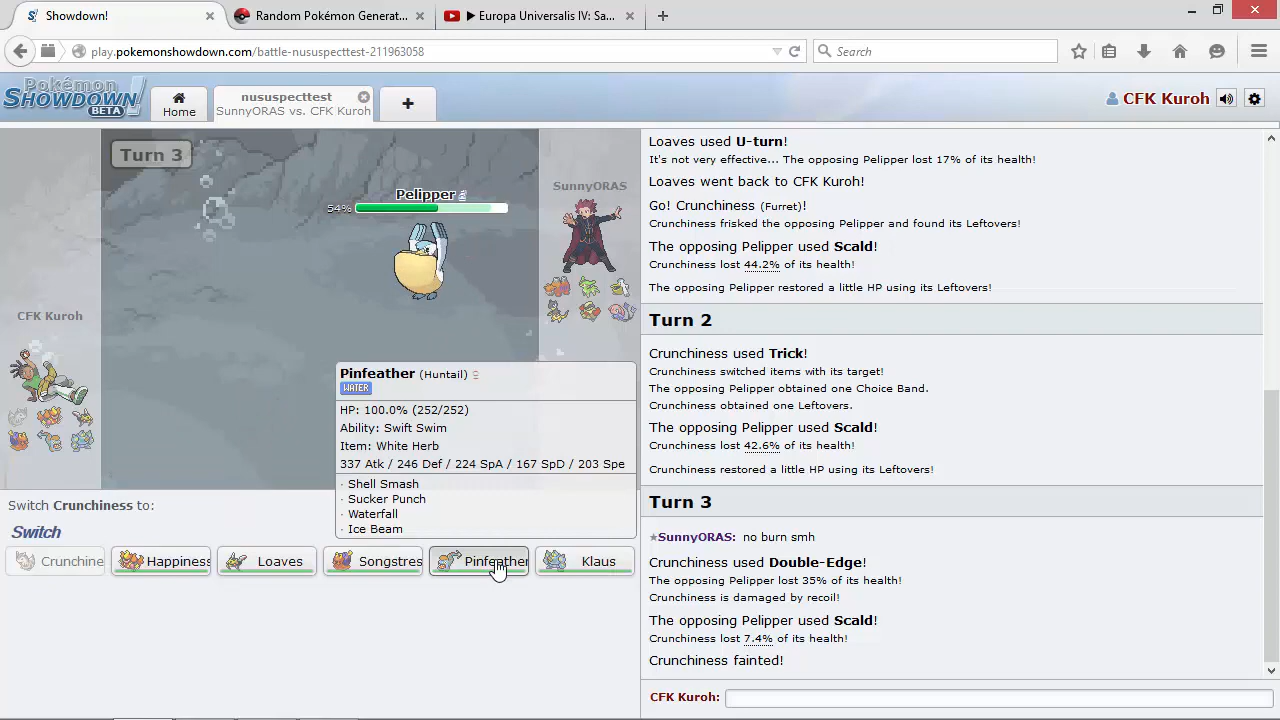 Showdown!
Random Pokémon Generat...
▶ Europa Universalis IV: Sa...
play.pokemonshowdown.com/battle-nususpecttest-211963058
Search
Pokémon
Showdown!
BETA
Home
nususpecttest
SunnyORAS vs. CFK Kuroh
CFK Kuroh
Turn 3
Pelipper
54%
SunnyORAS
CFK Kuroh
Pinfeather (Huntail) ♀
WATER
HP: 100.0% (252/252)
Ability: Swift Swim
Item: White Herb
337 Atk / 246 Def / 224 SpA / 167 SpD / 203 Spe
· Shell Smash
· Sucker Punch
· Waterfall
· Ice Beam
Switch Crunchiness to:
Switch
Crunchine
Happiness
Loaves
Songstres
Pinfeather
Klaus
Loaves used U-turn!
It's not very effective... The opposing Pelipper lost 17% of its health!
Loaves went back to CFK Kuroh!
Go! Crunchiness (Furret)!
Crunchiness frisked the opposing Pelipper and found its Leftovers!
The opposing Pelipper used Scald!
Crunchiness lost 44.2% of its health!
The opposing Pelipper restored a little HP using its Leftovers!
Turn 2
Crunchiness used Trick!
Crunchiness switched items with its target!
The opposing Pelipper obtained one Choice Band.
Crunchiness obtained one Leftovers.
The opposing Pelipper used Scald!
Crunchiness lost 42.6% of its health!
Crunchiness restored a little HP using its Leftovers!
Turn 3
★SunnyORAS: no burn smh
Crunchiness used Double-Edge!
The opposing Pelipper lost 35% of its health!
Crunchiness is damaged by recoil!
The opposing Pelipper used Scald!
Crunchiness lost 7.4% of its health!
Crunchiness fainted!
CFK Kuroh: